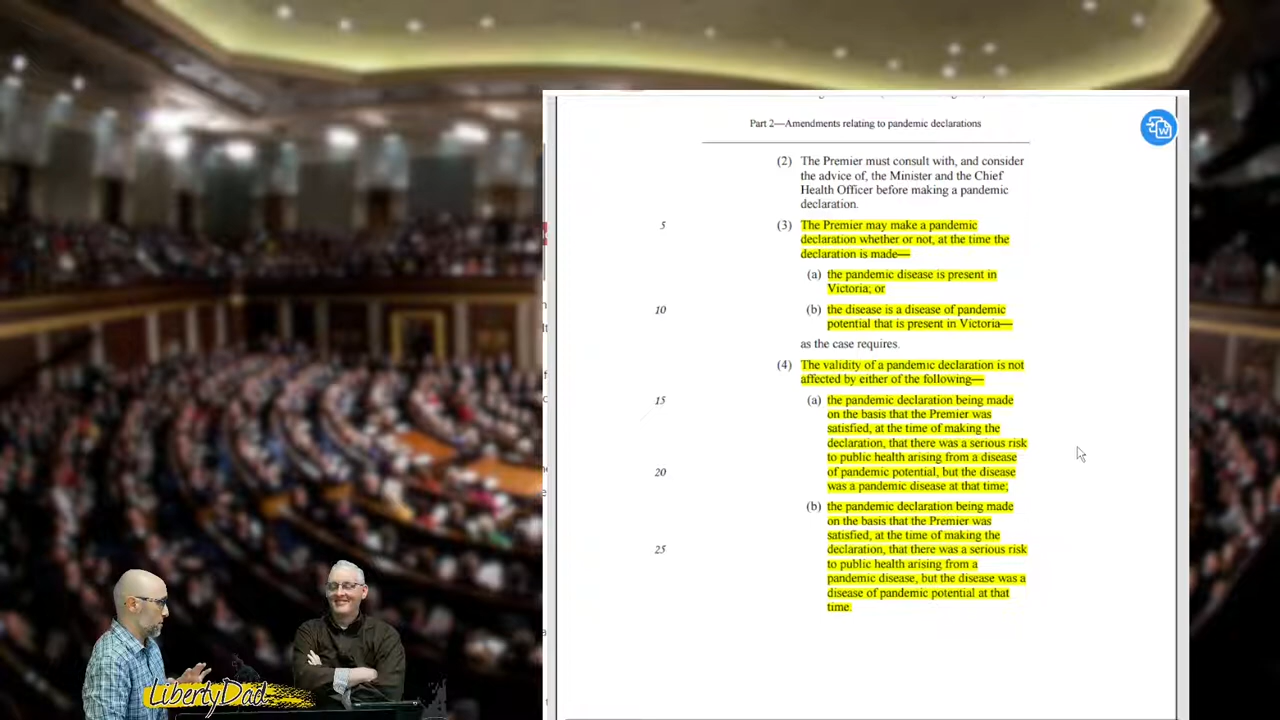 Part 2—Amendments relating to pandemic declarations
(2) The Premier must consult with, and consider
the advice of, the Minister and the Chief
Health Officer before making a pandemic
declaration.
5 (3) The Premier may make a pandemic
declaration whether or not, at the time the
declaration is made—
(a) the pandemic disease is present in
Victoria; or
10 (b) the disease is a disease of pandemic
potential that is present in Victoria—
as the case requires.
(4) The validity of a pandemic declaration is not
affected by either of the following—
15 (a) the pandemic declaration being made
on the basis that the Premier was
satisfied, at the time of making the
declaration, that there was a serious risk
to public health arising from a disease
20 of pandemic potential, but the disease
was a pandemic disease at that time;
(b) the pandemic declaration being made
on the basis that the Premier was
satisfied, at the time of making the
25 declaration, that there was a serious risk
to public health arising from a
pandemic disease, but the disease was a
disease of pandemic potential at that
time.
LibertyDad